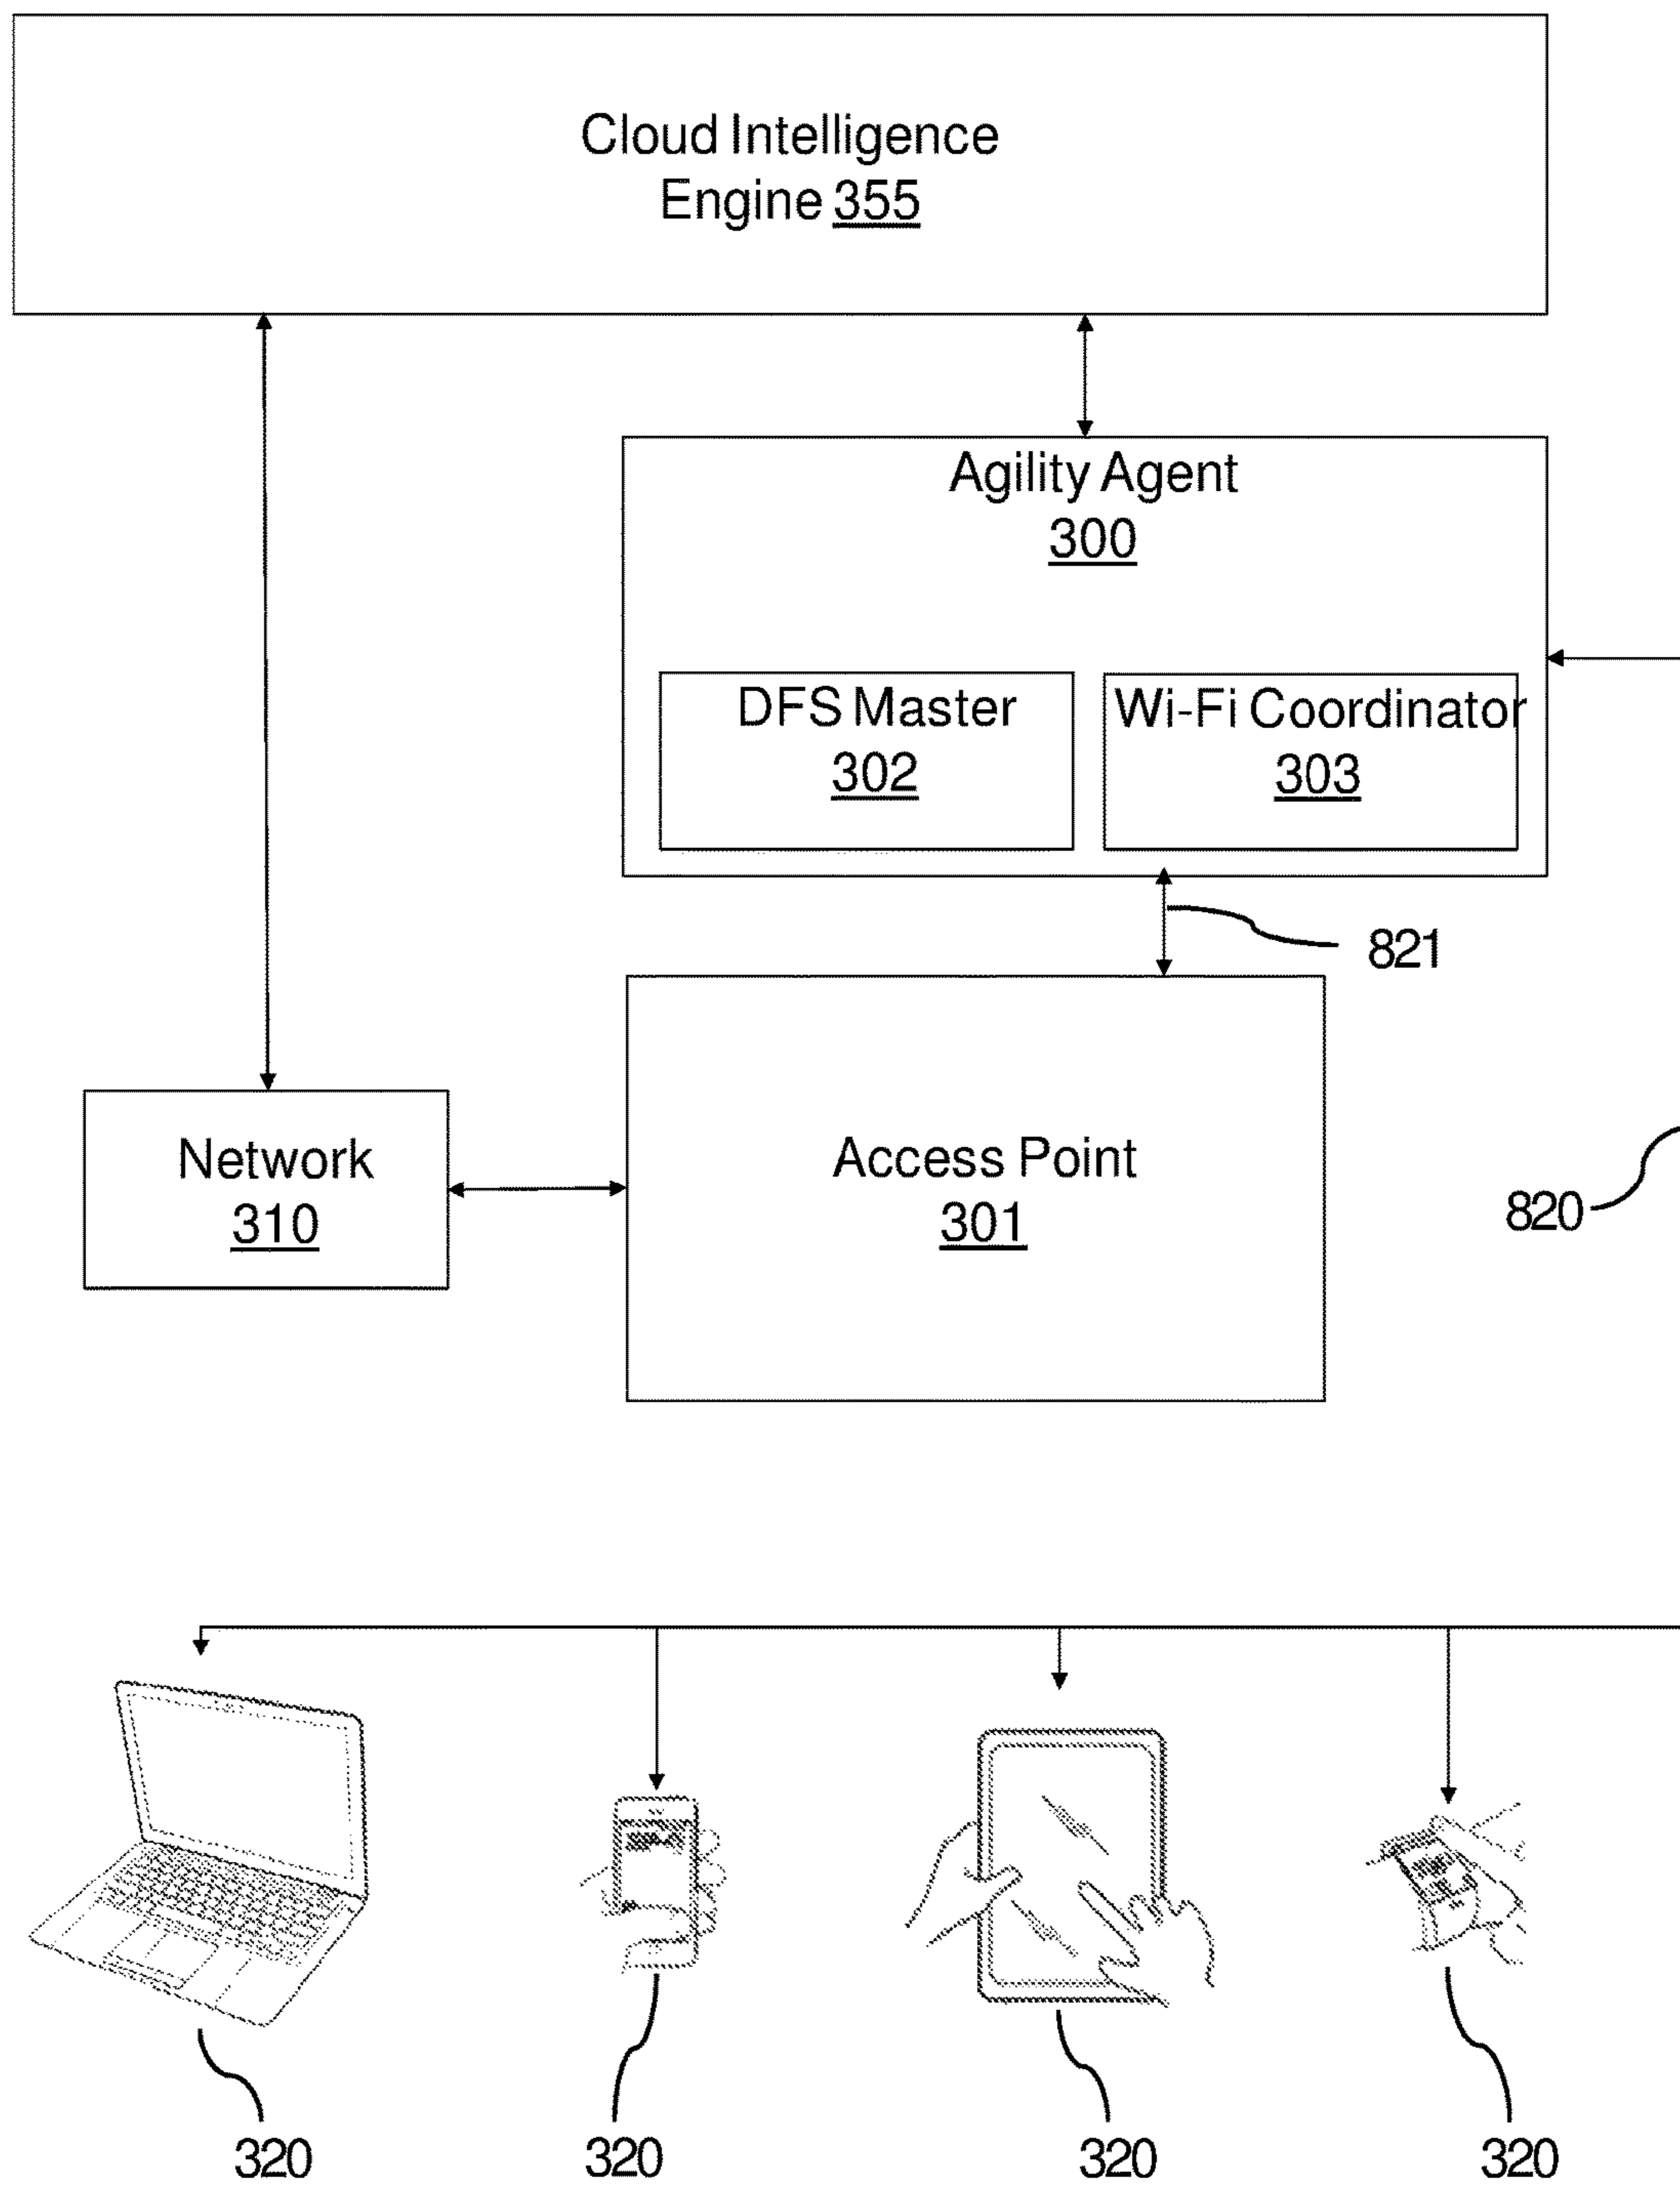 Cloud Intelligence
Engine 355
Agility Agent
300
DFS Master
302
Wi-Fi Coordinator
303
821
Network
310
Access Point
301
820
320
320
320
320